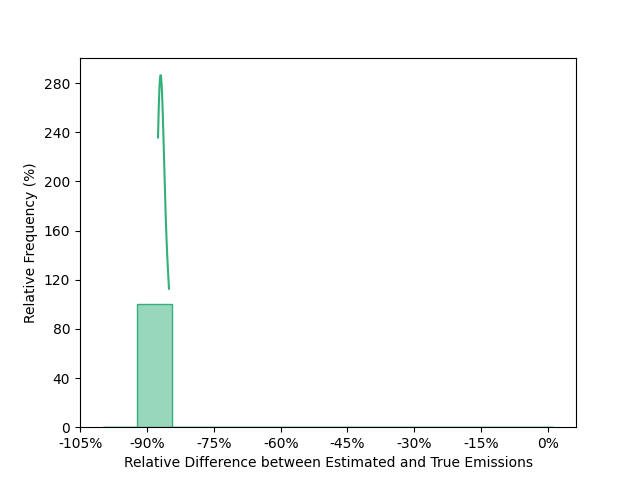 280
240
200
160
120
80
40
0
Relative Frequency (%)
-105% -90% -75% -60% -45% -30% -15% 0%
Relative Difference between Estimated and True Emissions